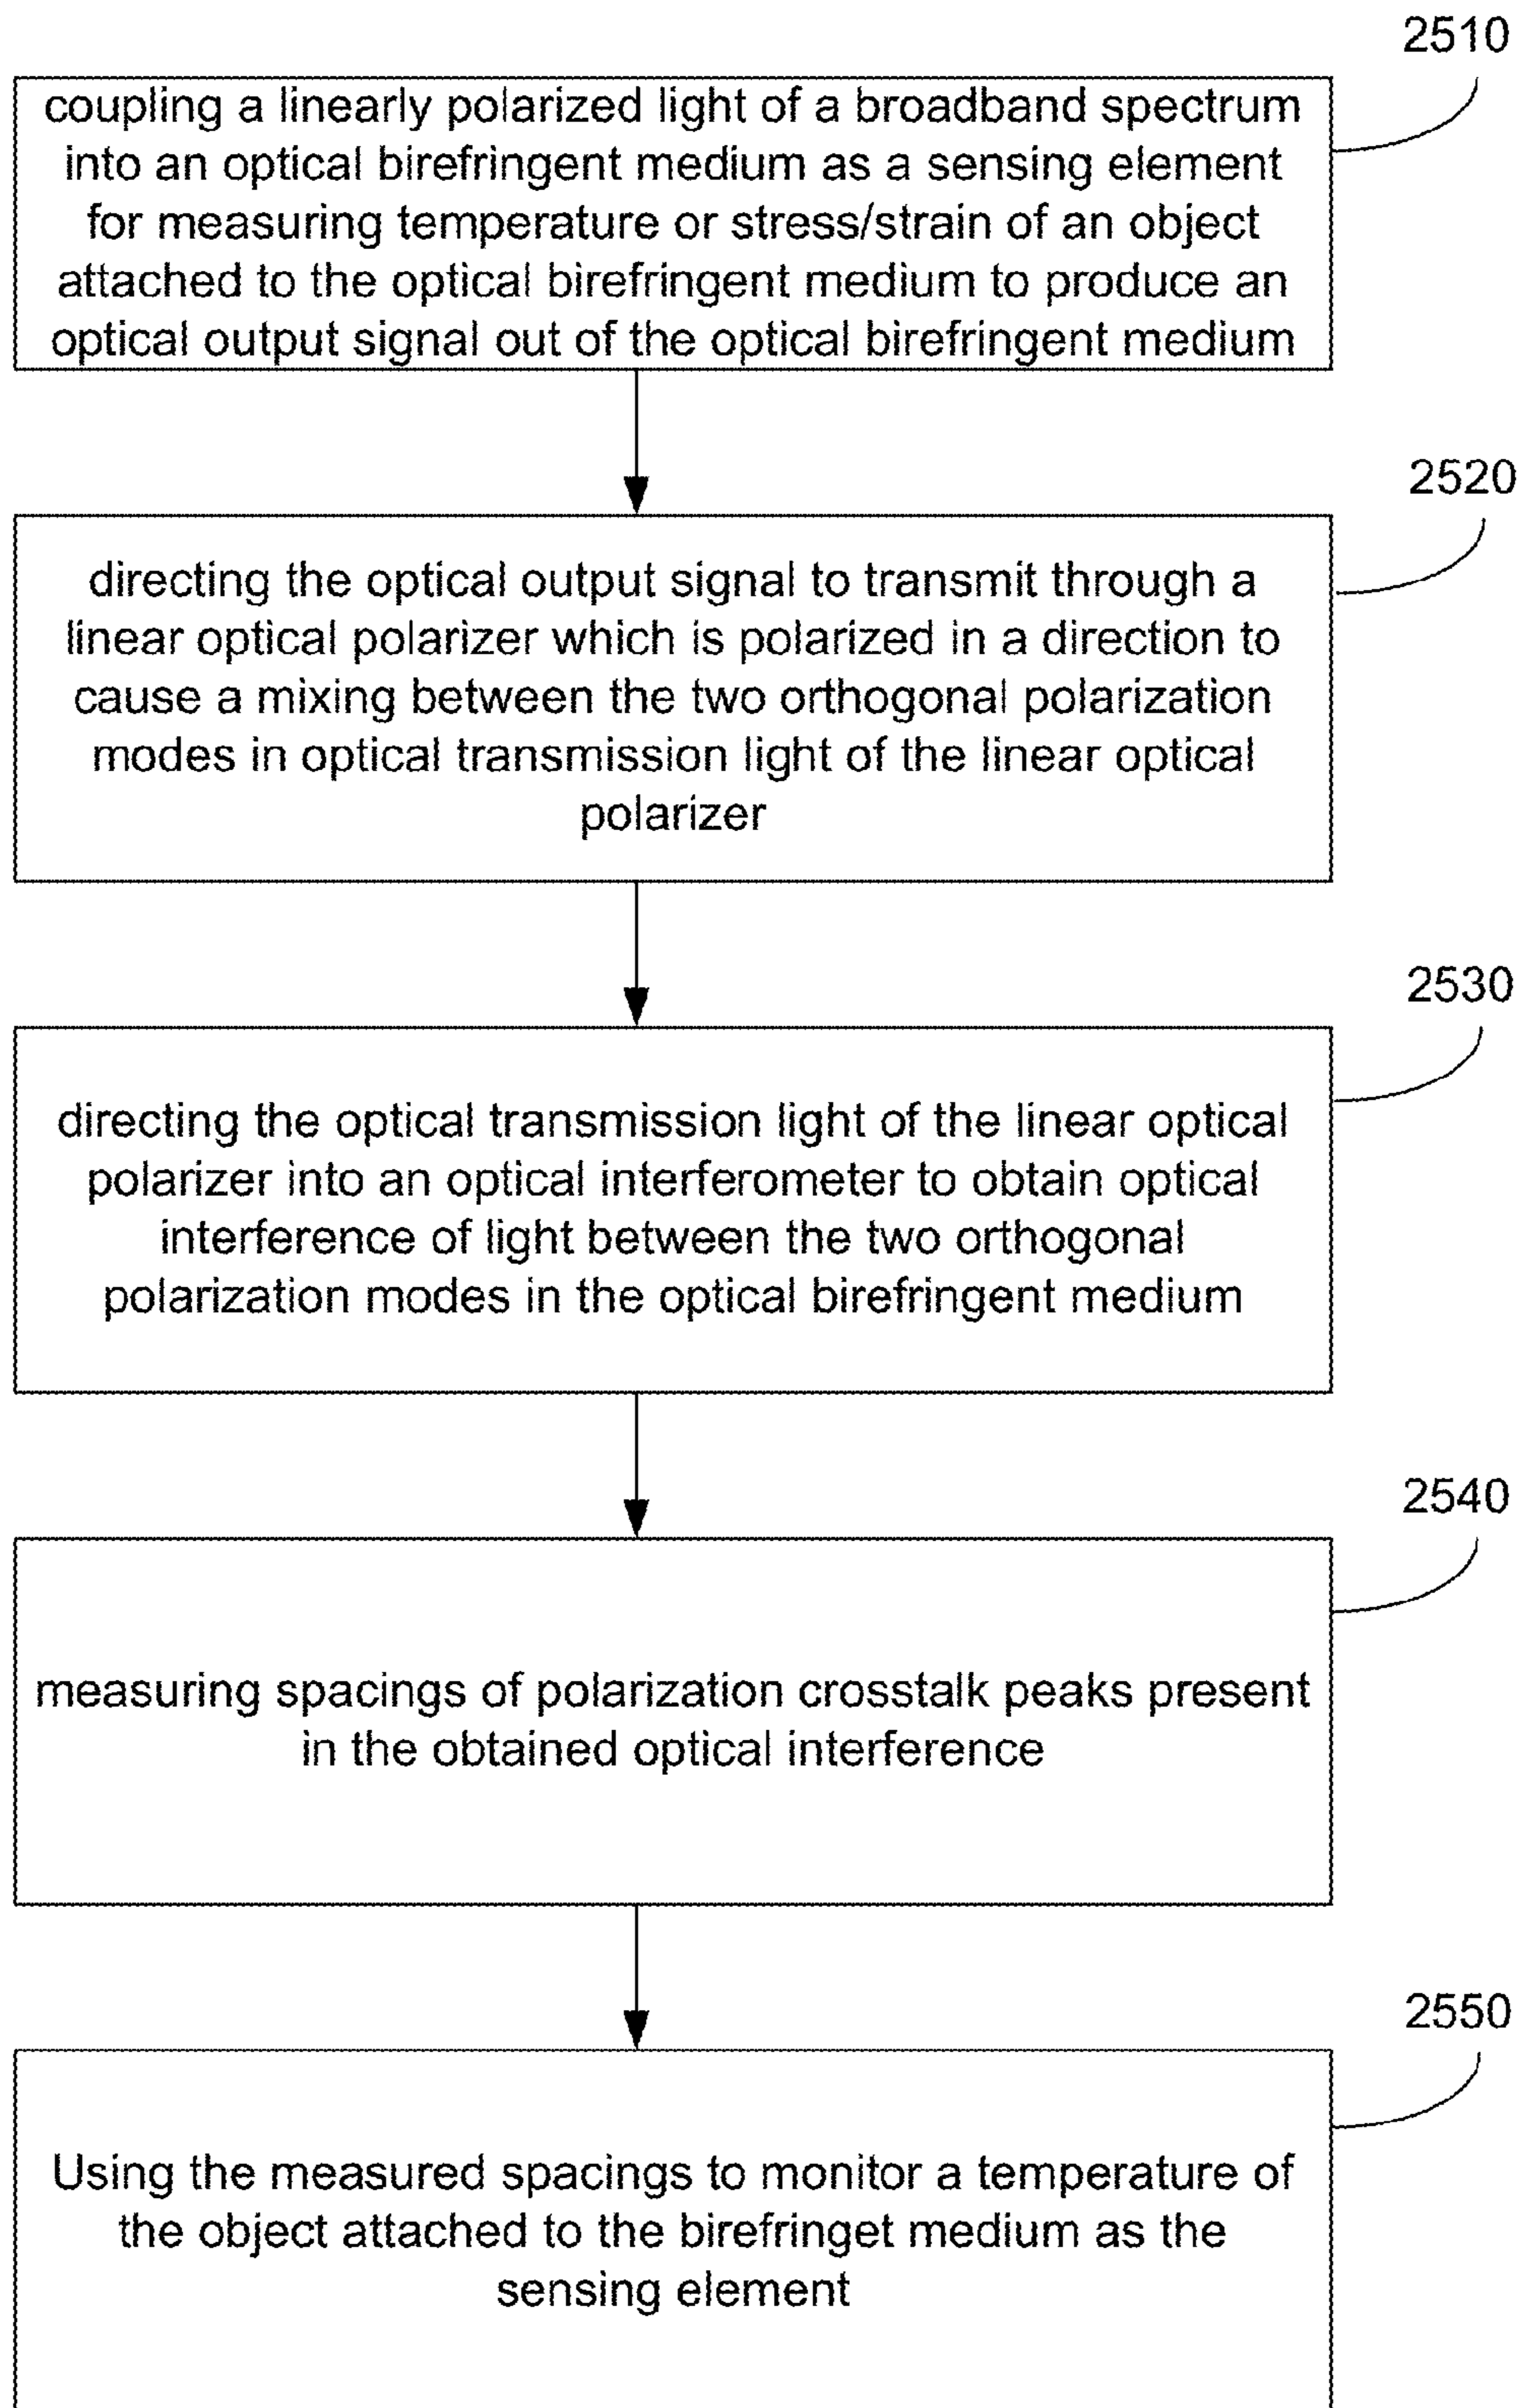 2510
coupling a linearly polarized light of a broadband spectrum
into an optical birefringent medium as a sensing element
for measuring temperature or stress/strain of an object
attached to the optical birefringent medium to produce an
optical output signal out of the optical birefringent medium
2520
directing the optical output signal to transmit through a
linear optical polarizer which is polarized in a direction to
cause a mixing between the two orthogonal polarization
modes in optical transmission light of the linear optical
polarizer
2530
directing the optical transmission light of the linear optical
polarizer into an optical interferometer to obtain optical
interference of light between the two orthogonal
polarization modes in the optical birefringent medium
2540
measuring spacings of polarization crosstalk peaks present
in the obtained optical interference
2550
Using the measured spacings to monitor a temperature of
the object attached to the birefringet medium as the
sensing element